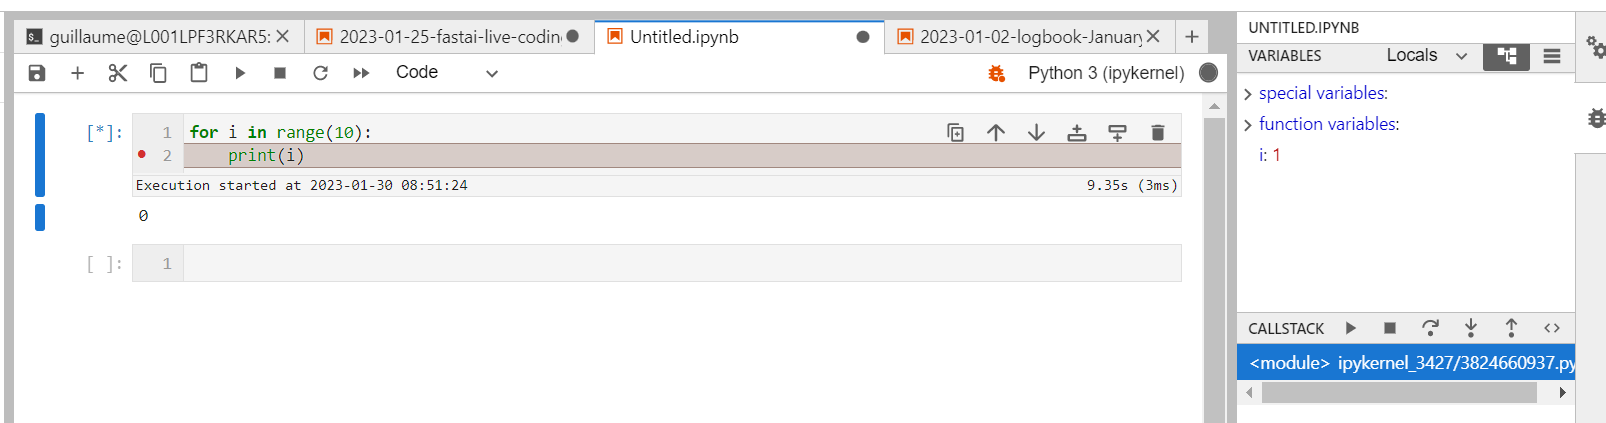 guillaume@L001LPF3RKAR5:
2023-01-25-fastai-live-codin
Untitled.ipynb
2023-01-02-logbook-January
Code
Python 3 (ipykernel)
[*]:
1 for i in range(10):
2 print(i)
Execution started at 2023-01-30 08:51:24 9.35s (3ms)
0
[ ]:
1
UNTITLED.IPYNB
VARIABLES Locals
special variables:
function variables:
i: 1
CALLSTACK
<module> ipykernel_3427/3824660937.py